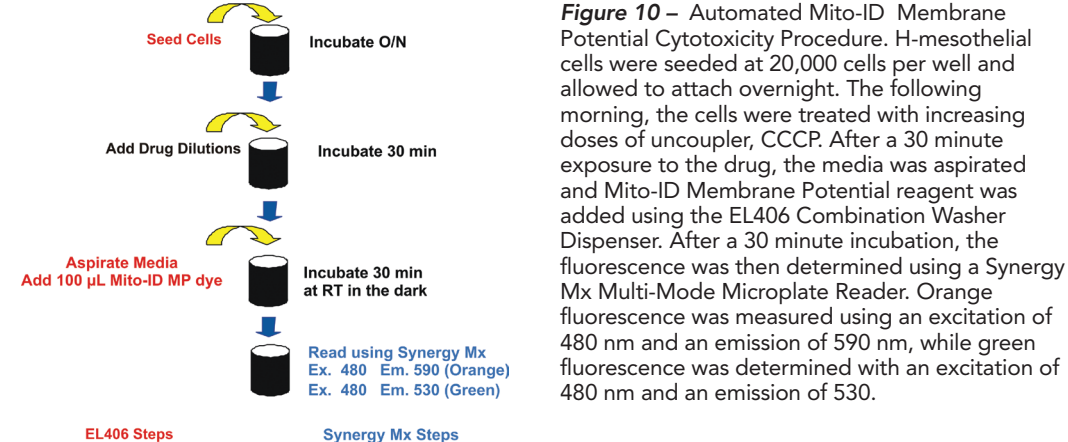 Seed Cells
Incubate O/N
Add Drug Dilutions
Incubate 30 min
Aspirate Media
Add 100 µL Mito-ID MP dye
Incubate 30 min
at RT in the dark
Read using Synergy Mx
Ex. 480 Em. 590 (Orange)
Ex. 480 Em. 530 (Green)
EL406 Steps
Synergy Mx Steps
Figure 10 – Automated Mito-ID Membrane
Potential Cytotoxicity Procedure. H-mesothelial
cells were seeded at 20,000 cells per well and
allowed to attach overnight. The following
morning, the cells were treated with increasing
doses of uncoupler, CCCP. After a 30 minute
exposure to the drug, the media was aspirated
and Mito-ID Membrane Potential reagent was
added using the EL406 Combination Washer
Dispenser. After a 30 minute incubation, the
fluorescence was then determined using a Synergy
Mx Multi-Mode Microplate Reader. Orange
fluorescence was measured using an excitation of
480 nm and an emission of 590 nm, while green
fluorescence was determined with an excitation of
480 nm and an emission of 530.